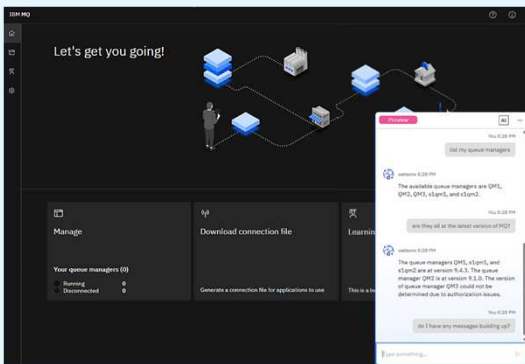 IBM MQ
Let's get you going!
Manage
Your queue managers (0)
Running 0
Disconnected 0
Download connection file
Generate a connection file for applications to use
Learnin
This is a lea
Preview
AI
You 6:28 PM
list my queue managers
watsonx 6:28 PM
The available queue managers are QM1,
QM2, QM3, s1qm1, and s1qm2.
You 6:28 PM
are they all at the latest version of MQ?
watsonx 6:28 PM
The queue managers QM1, s1qm1, and
s1qm2 are at version 9.4.3. The queue
manager QM2 is at version 9.1.0. The version
of queue manager QM3 could not be
determined due to authorization issues.
You 6:28 PM
do I have any messages building up?
Type something...